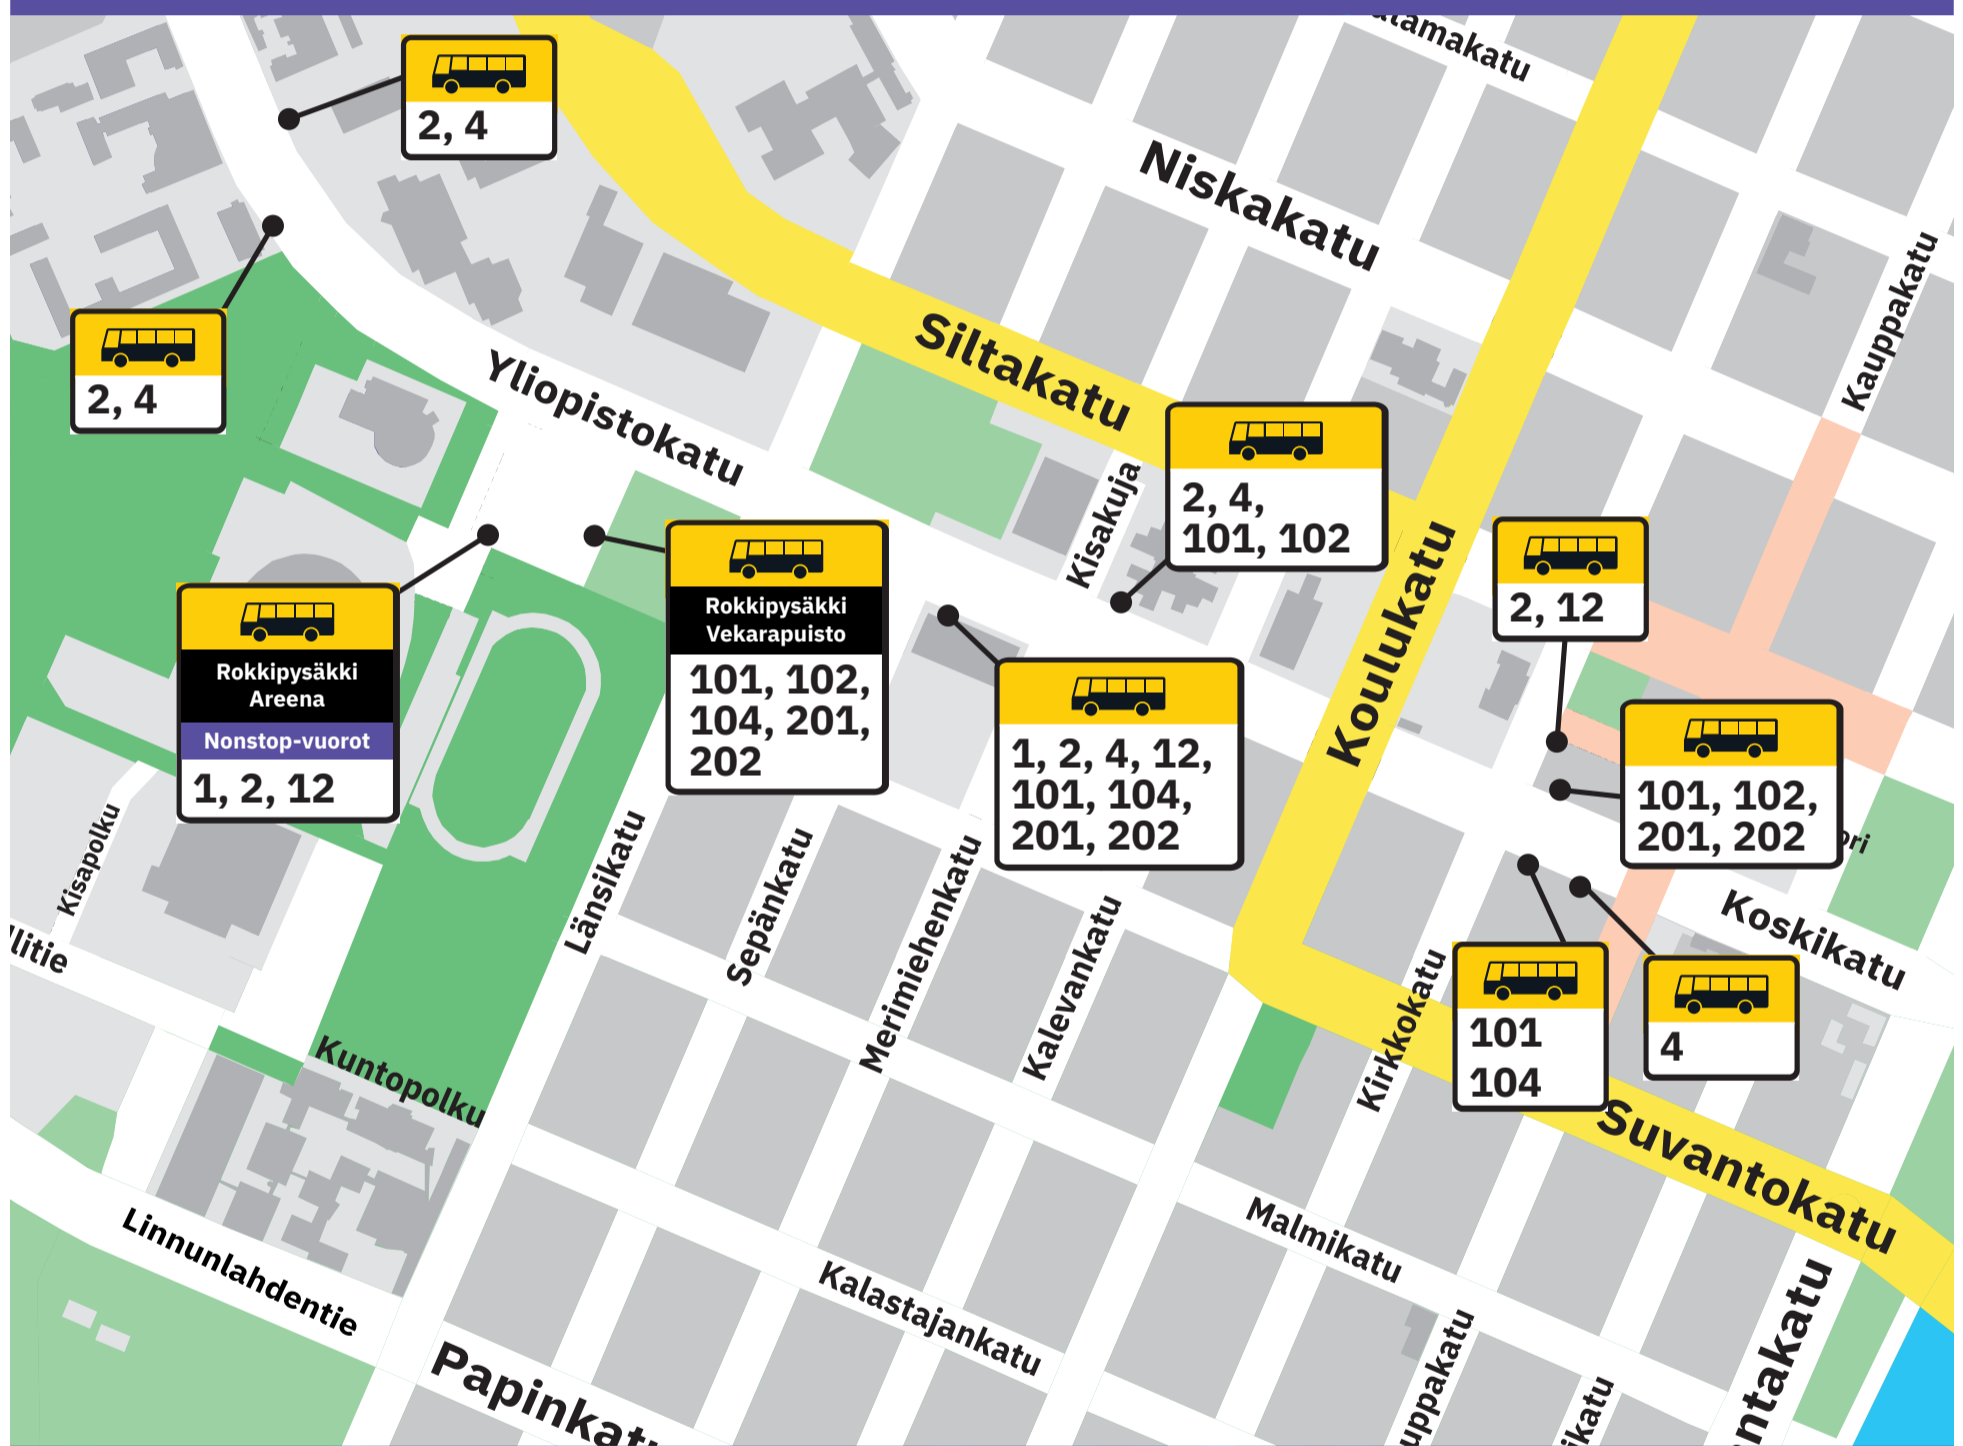 2, 4
Niskakatu
Kauppakatu
2, 4
Siltakatu
Yliopistokatu
Kisakuja
2, 4,
101, 102
Koulukatu
2, 12
Rokkipysäkki
Vekarapuisto
101, 102,
104, 201,
202
Rokkipysäkki
Areena
Nonstop-vuorot
1, 2, 12
1, 2, 4, 12,
101, 104,
201, 202
101, 102,
201, 202
Kisapolku
Länsikatu
Sepänkatu
Merimiehenkatu
Kalevankatu
Kirkkokatu
Koskikatu
101
104
4
Kuntopolku
Suvantokatu
Linnunlahdentie
Malmikatu
Kalastajankatu